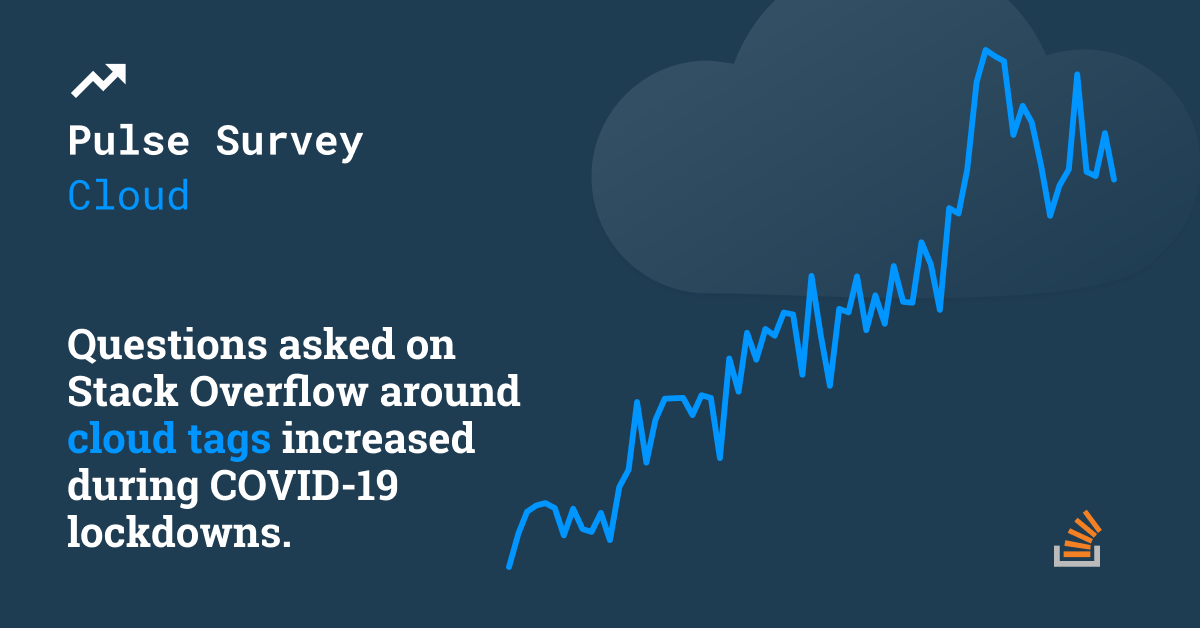 Pulse Survey
Cloud
Questions asked on
Stack Overflow around
cloud tags increased
during COVID-19
lockdowns.